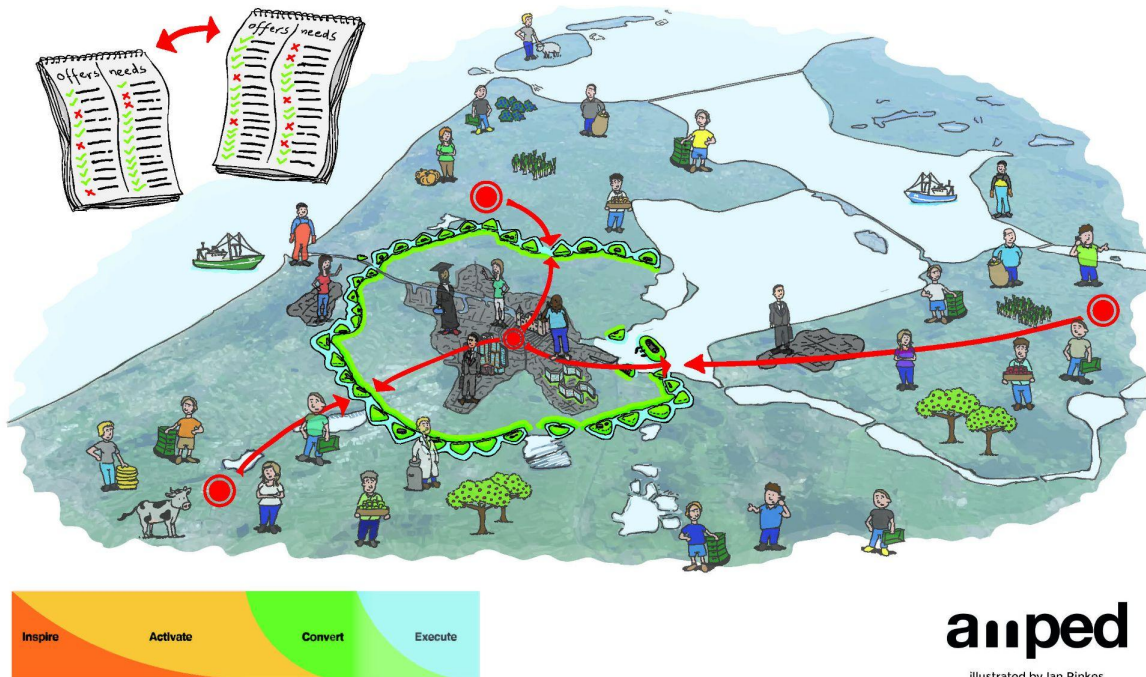 offers needs
offers needs
Inspire Activate Convert Execute
amped
illustrated by Jan Rinkes